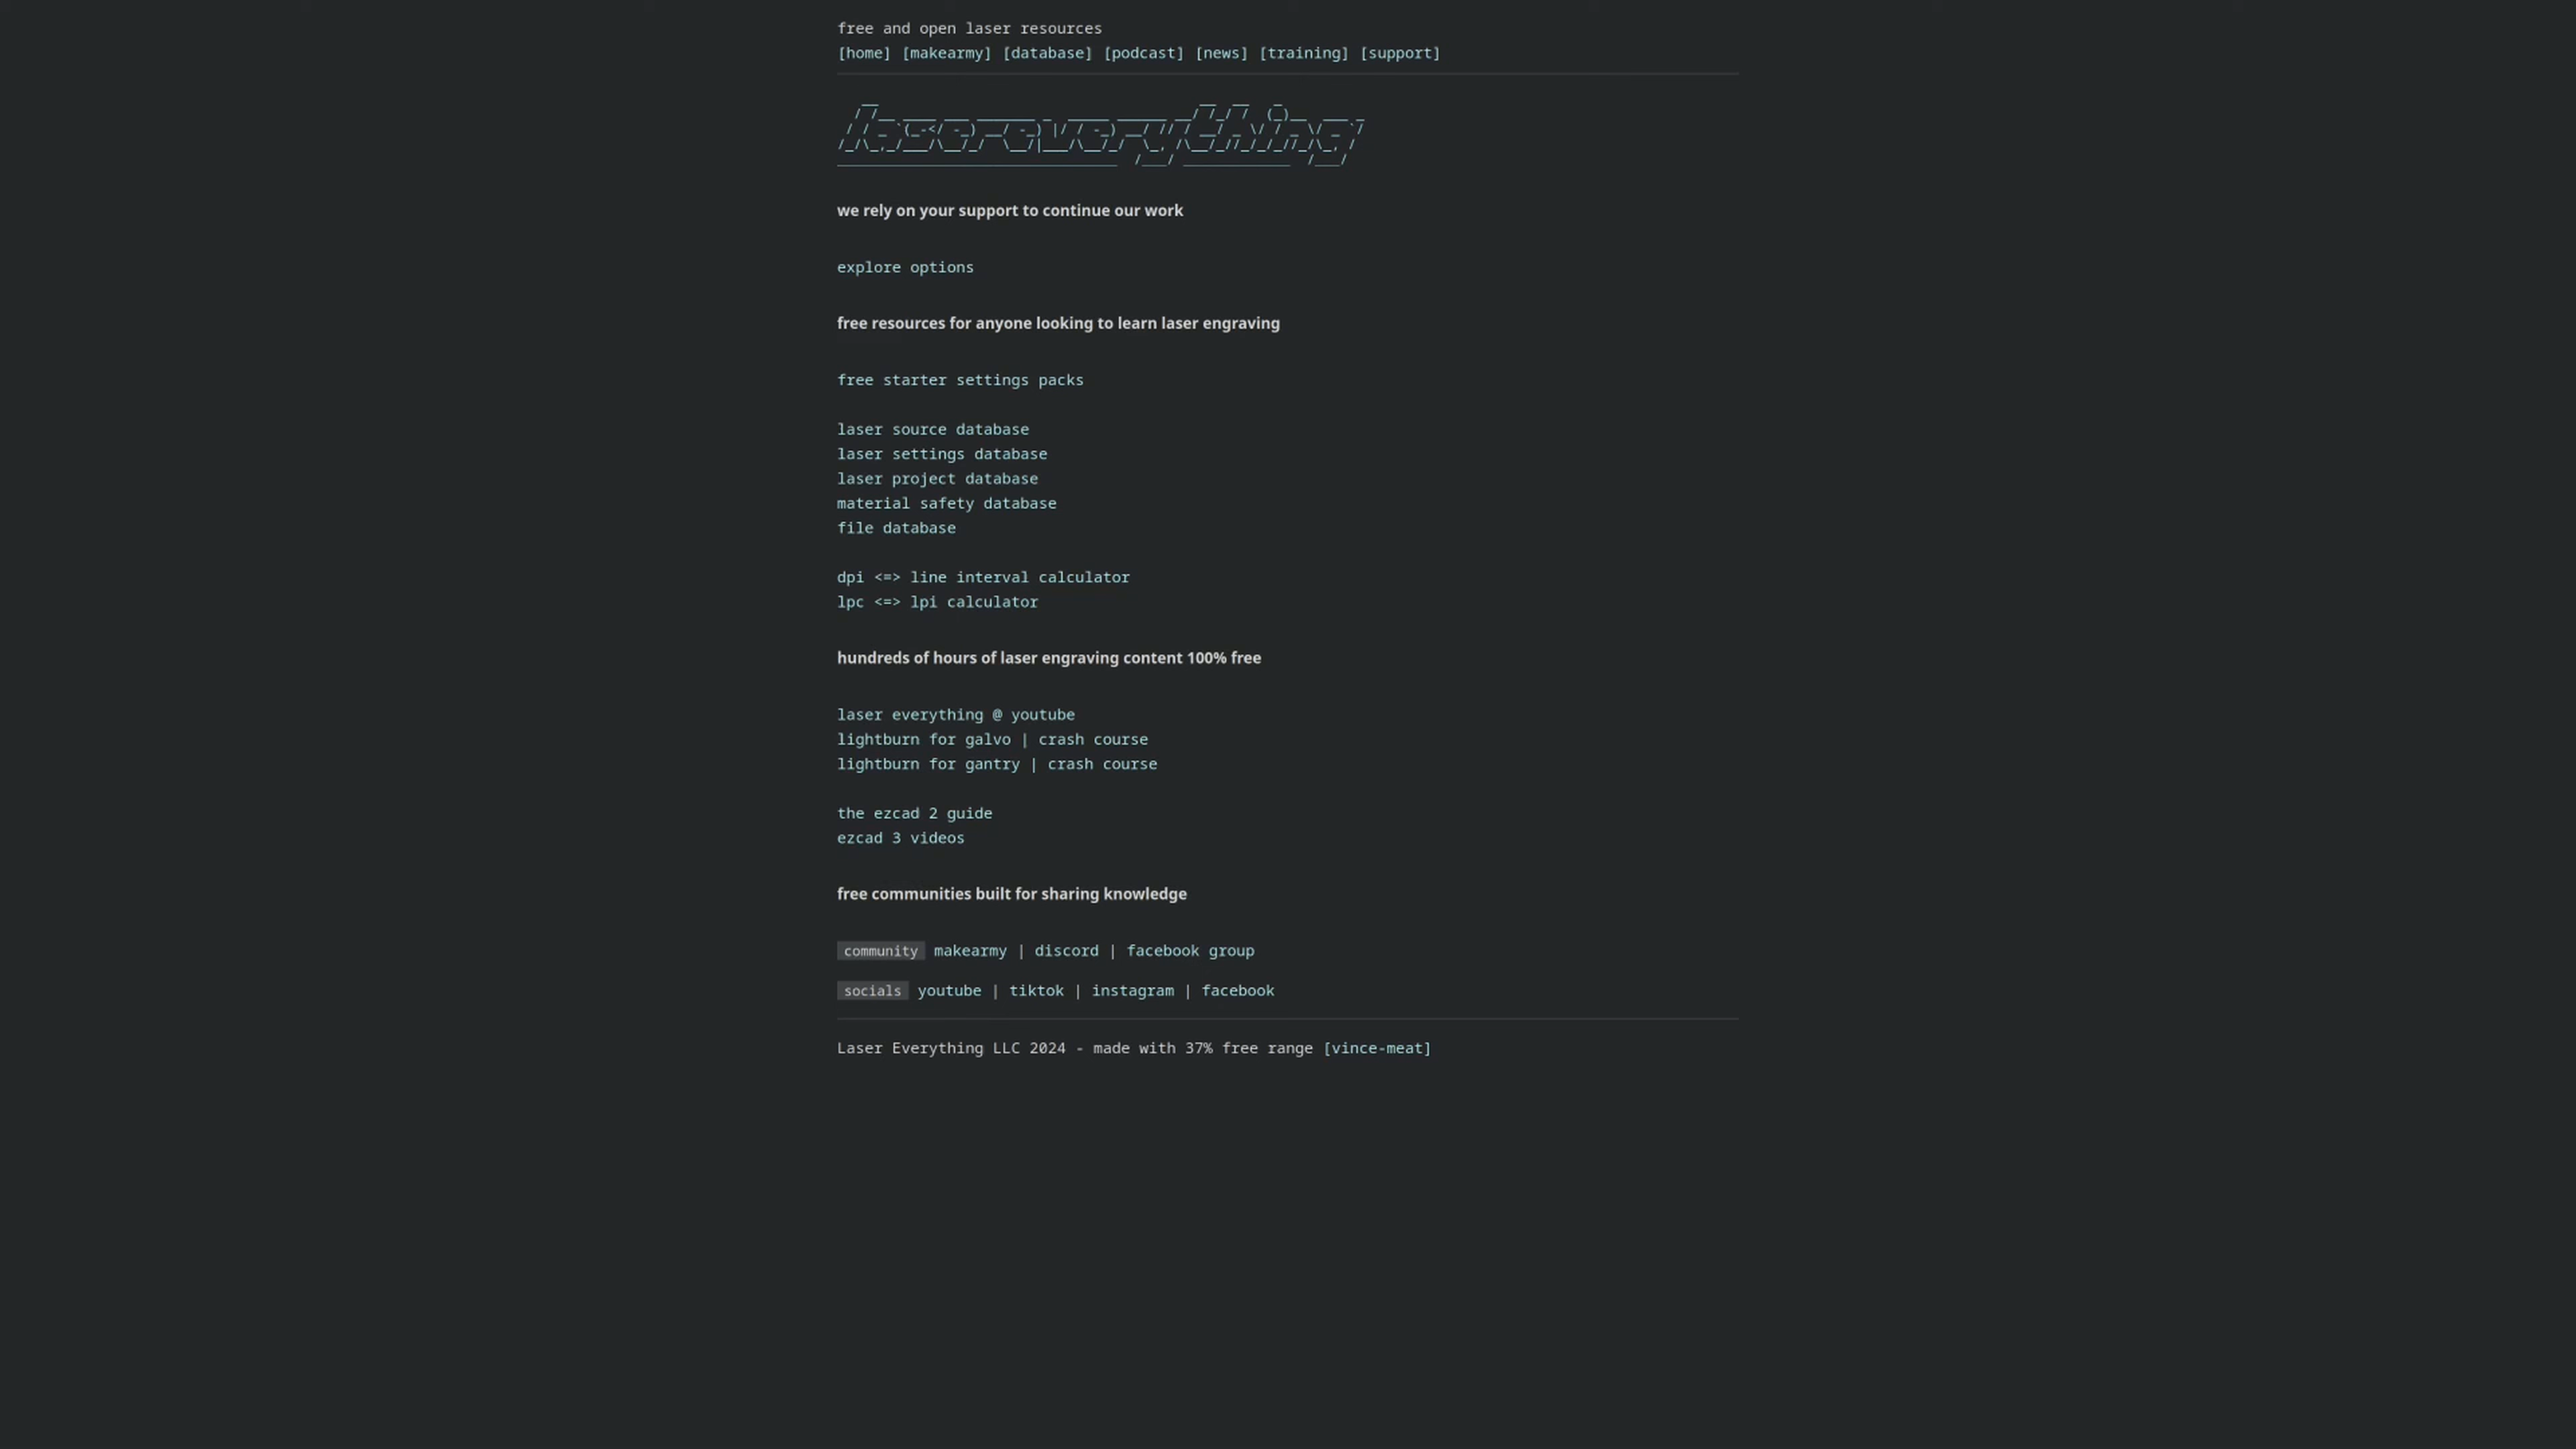 free and open laser resources
[home] [makearmy] [database] [podcast] [news] [training] [support]
lasereverything
we rely on your support to continue our work
explore options
free resources for anyone looking to learn laser engraving
free starter settings packs
laser source database
laser settings database
laser project database
material safety database
file database
dpi <=> line interval calculator
lpc <=> lpi calculator
hundreds of hours of laser engraving content 100% free
laser everything @ youtube
lightburn for galvo | crash course
lightburn for gantry | crash course
the ezcad 2 guide
ezcad 3 videos
free communities built for sharing knowledge
community makearmy | discord | facebook group
socials youtube | tiktok | instagram | facebook
Laser Everything LLC 2024 - made with 37% free range [vince-meat]